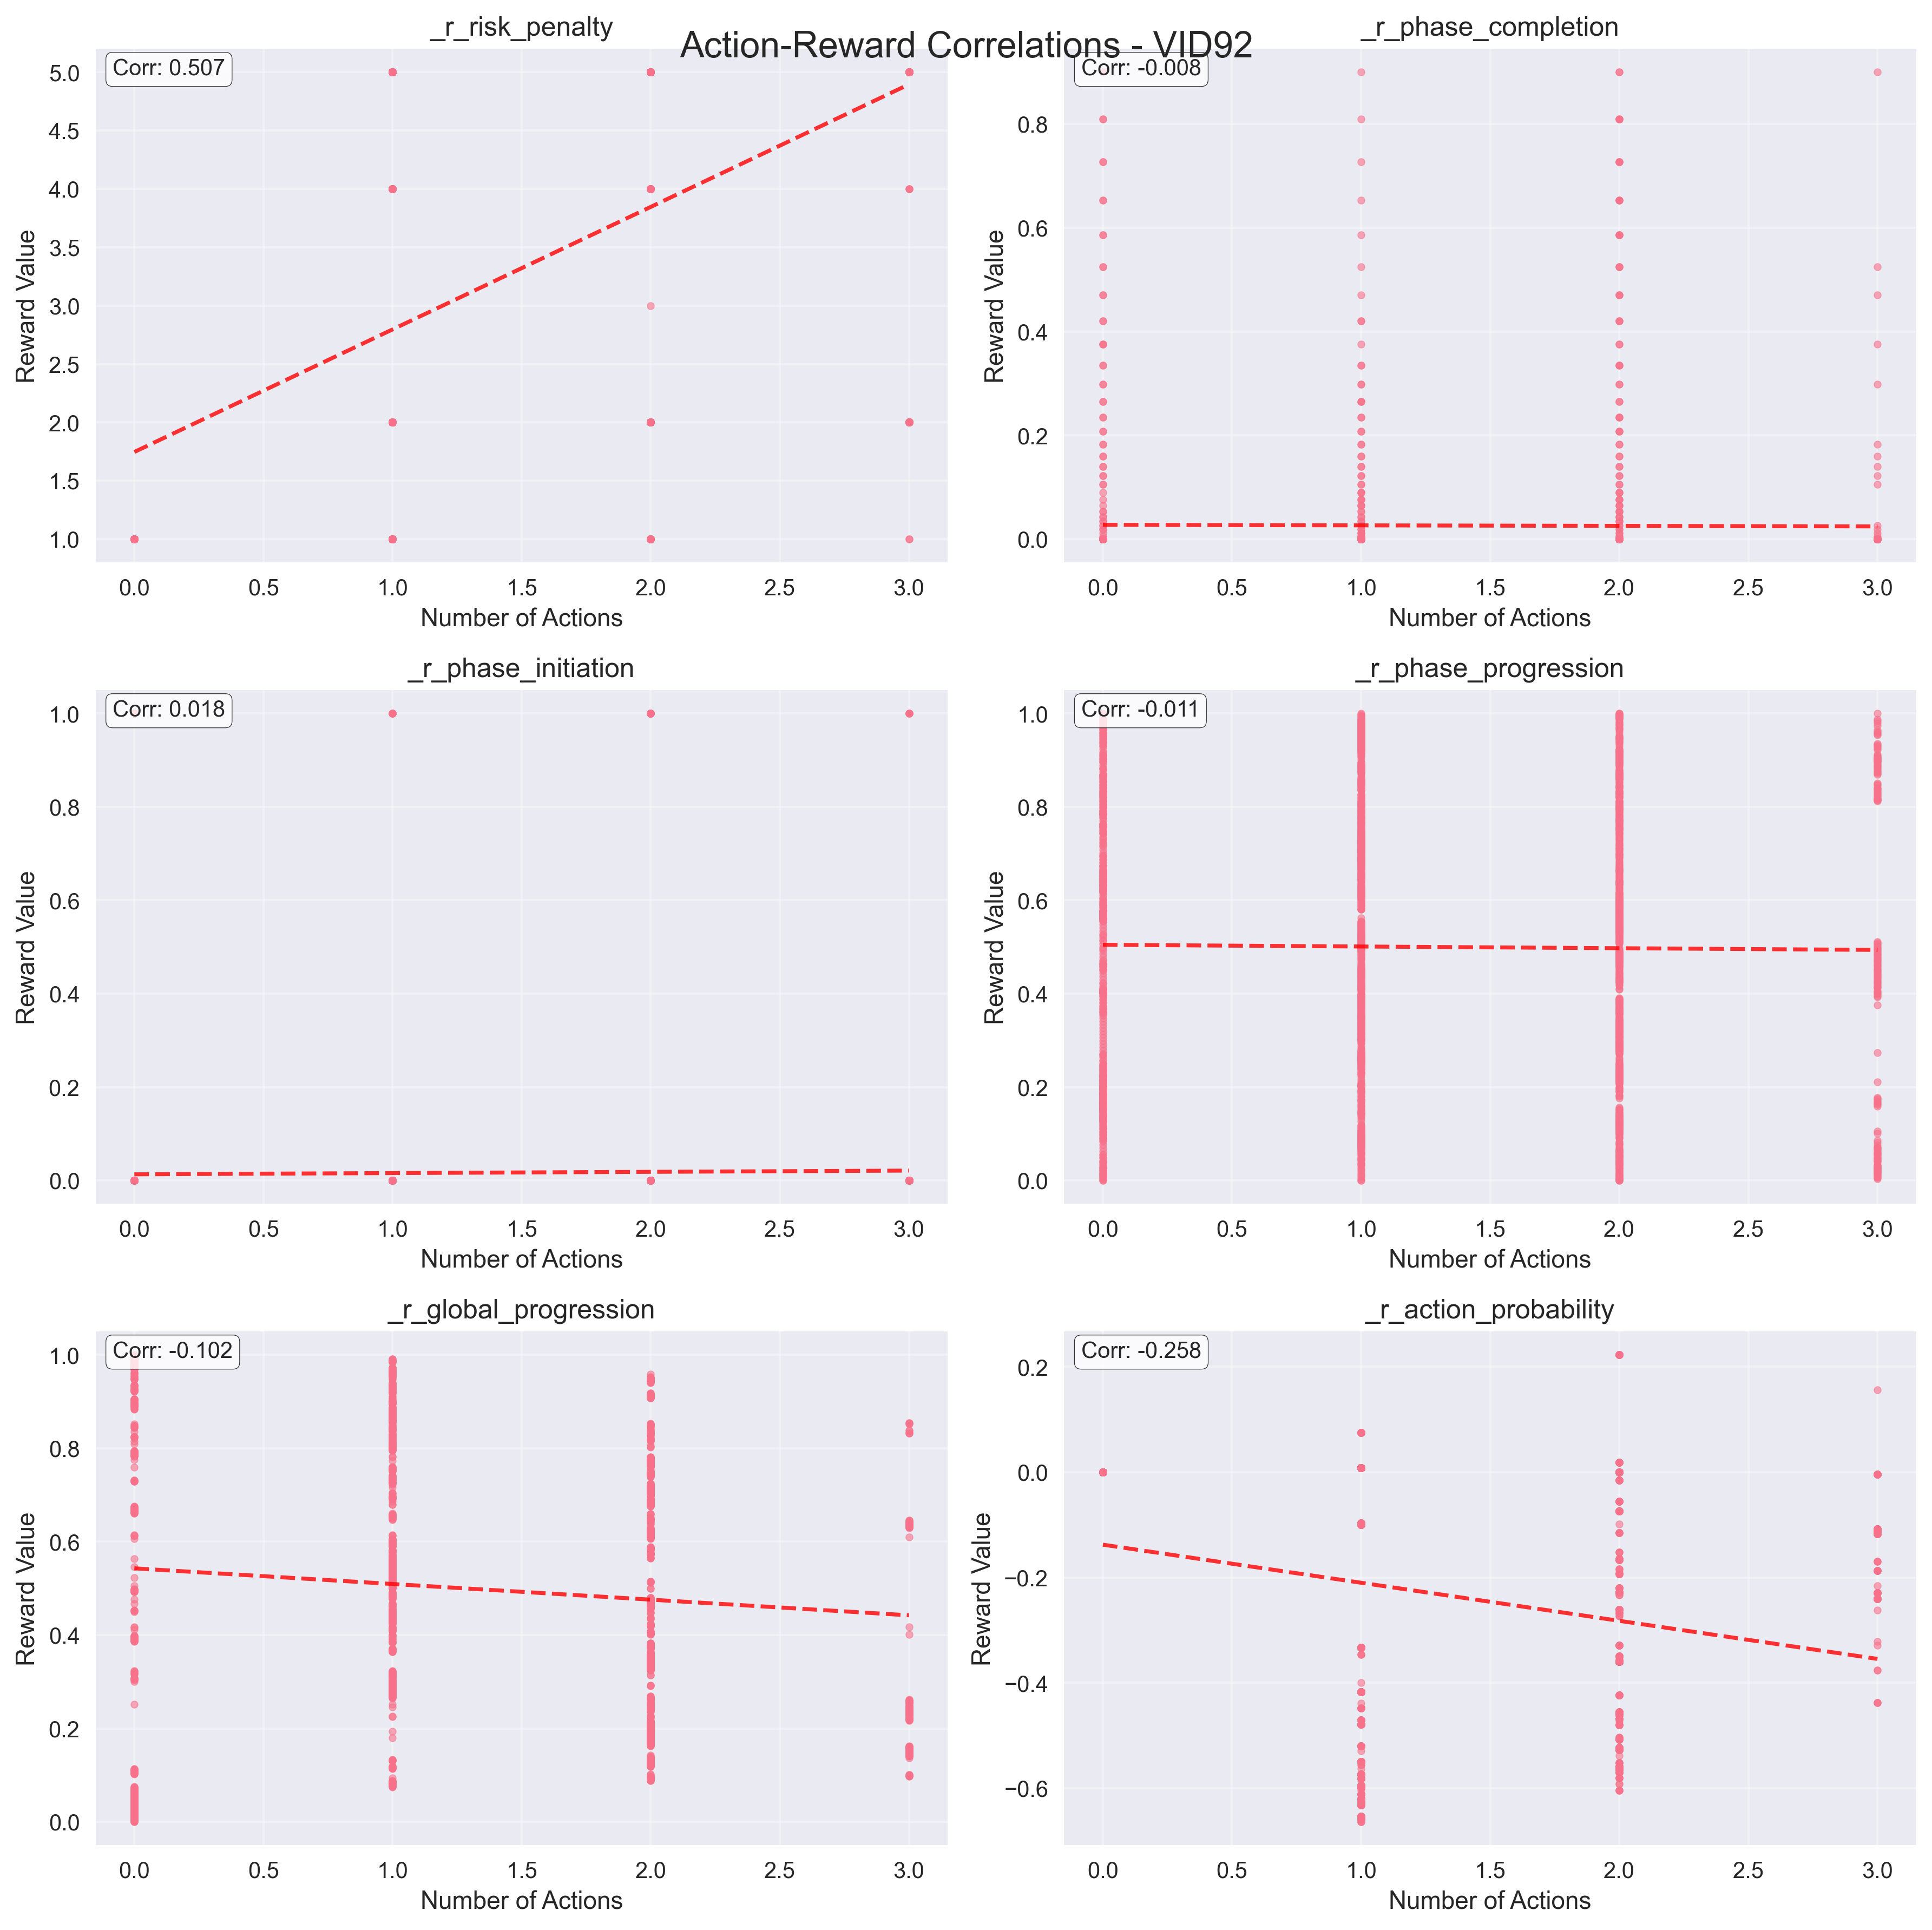 Action-Reward Correlations - VID92
_r_risk_penalty
Corr: 0.507
Reward Value
5.0
4.5
4.0
3.5
3.0
2.5
2.0
1.5
1.0
0.0 0.5 1.0 1.5 2.0 2.5 3.0
Number of Actions
_r_phase_completion
Corr: -0.008
Reward Value
0.8
0.6
0.4
0.2
0.0
0.0 0.5 1.0 1.5 2.0 2.5 3.0
Number of Actions
_r_phase_initiation
Corr: 0.018
Reward Value
1.0
0.8
0.6
0.4
0.2
0.0
0.0 0.5 1.0 1.5 2.0 2.5 3.0
Number of Actions
_r_phase_progression
Corr: -0.011
Reward Value
1.0
0.8
0.6
0.4
0.2
0.0
0.0 0.5 1.0 1.5 2.0 2.5 3.0
Number of Actions
_r_global_progression
Corr: -0.102
Reward Value
1.0
0.8
0.6
0.4
0.2
0.0
0.0 0.5 1.0 1.5 2.0 2.5 3.0
Number of Actions
_r_action_probability
Corr: -0.258
Reward Value
0.2
0.0
−0.2
−0.4
−0.6
0.0 0.5 1.0 1.5 2.0 2.5 3.0
Number of Actions